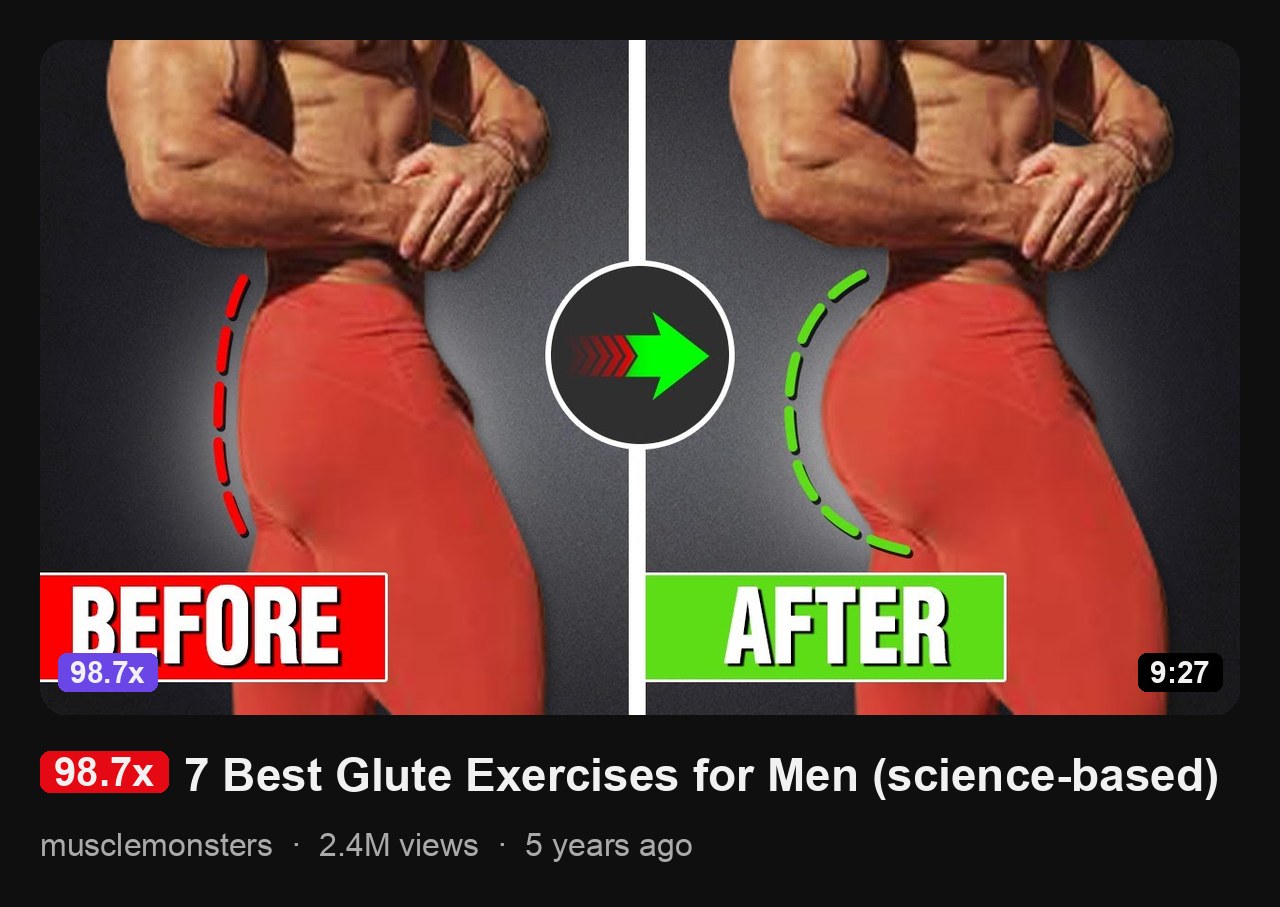 BEFORE
AFTER
98.7x
9:27
98.7x 7 Best Glute Exercises for Men (science-based)
musclemonsters · 2.4M views · 5 years ago